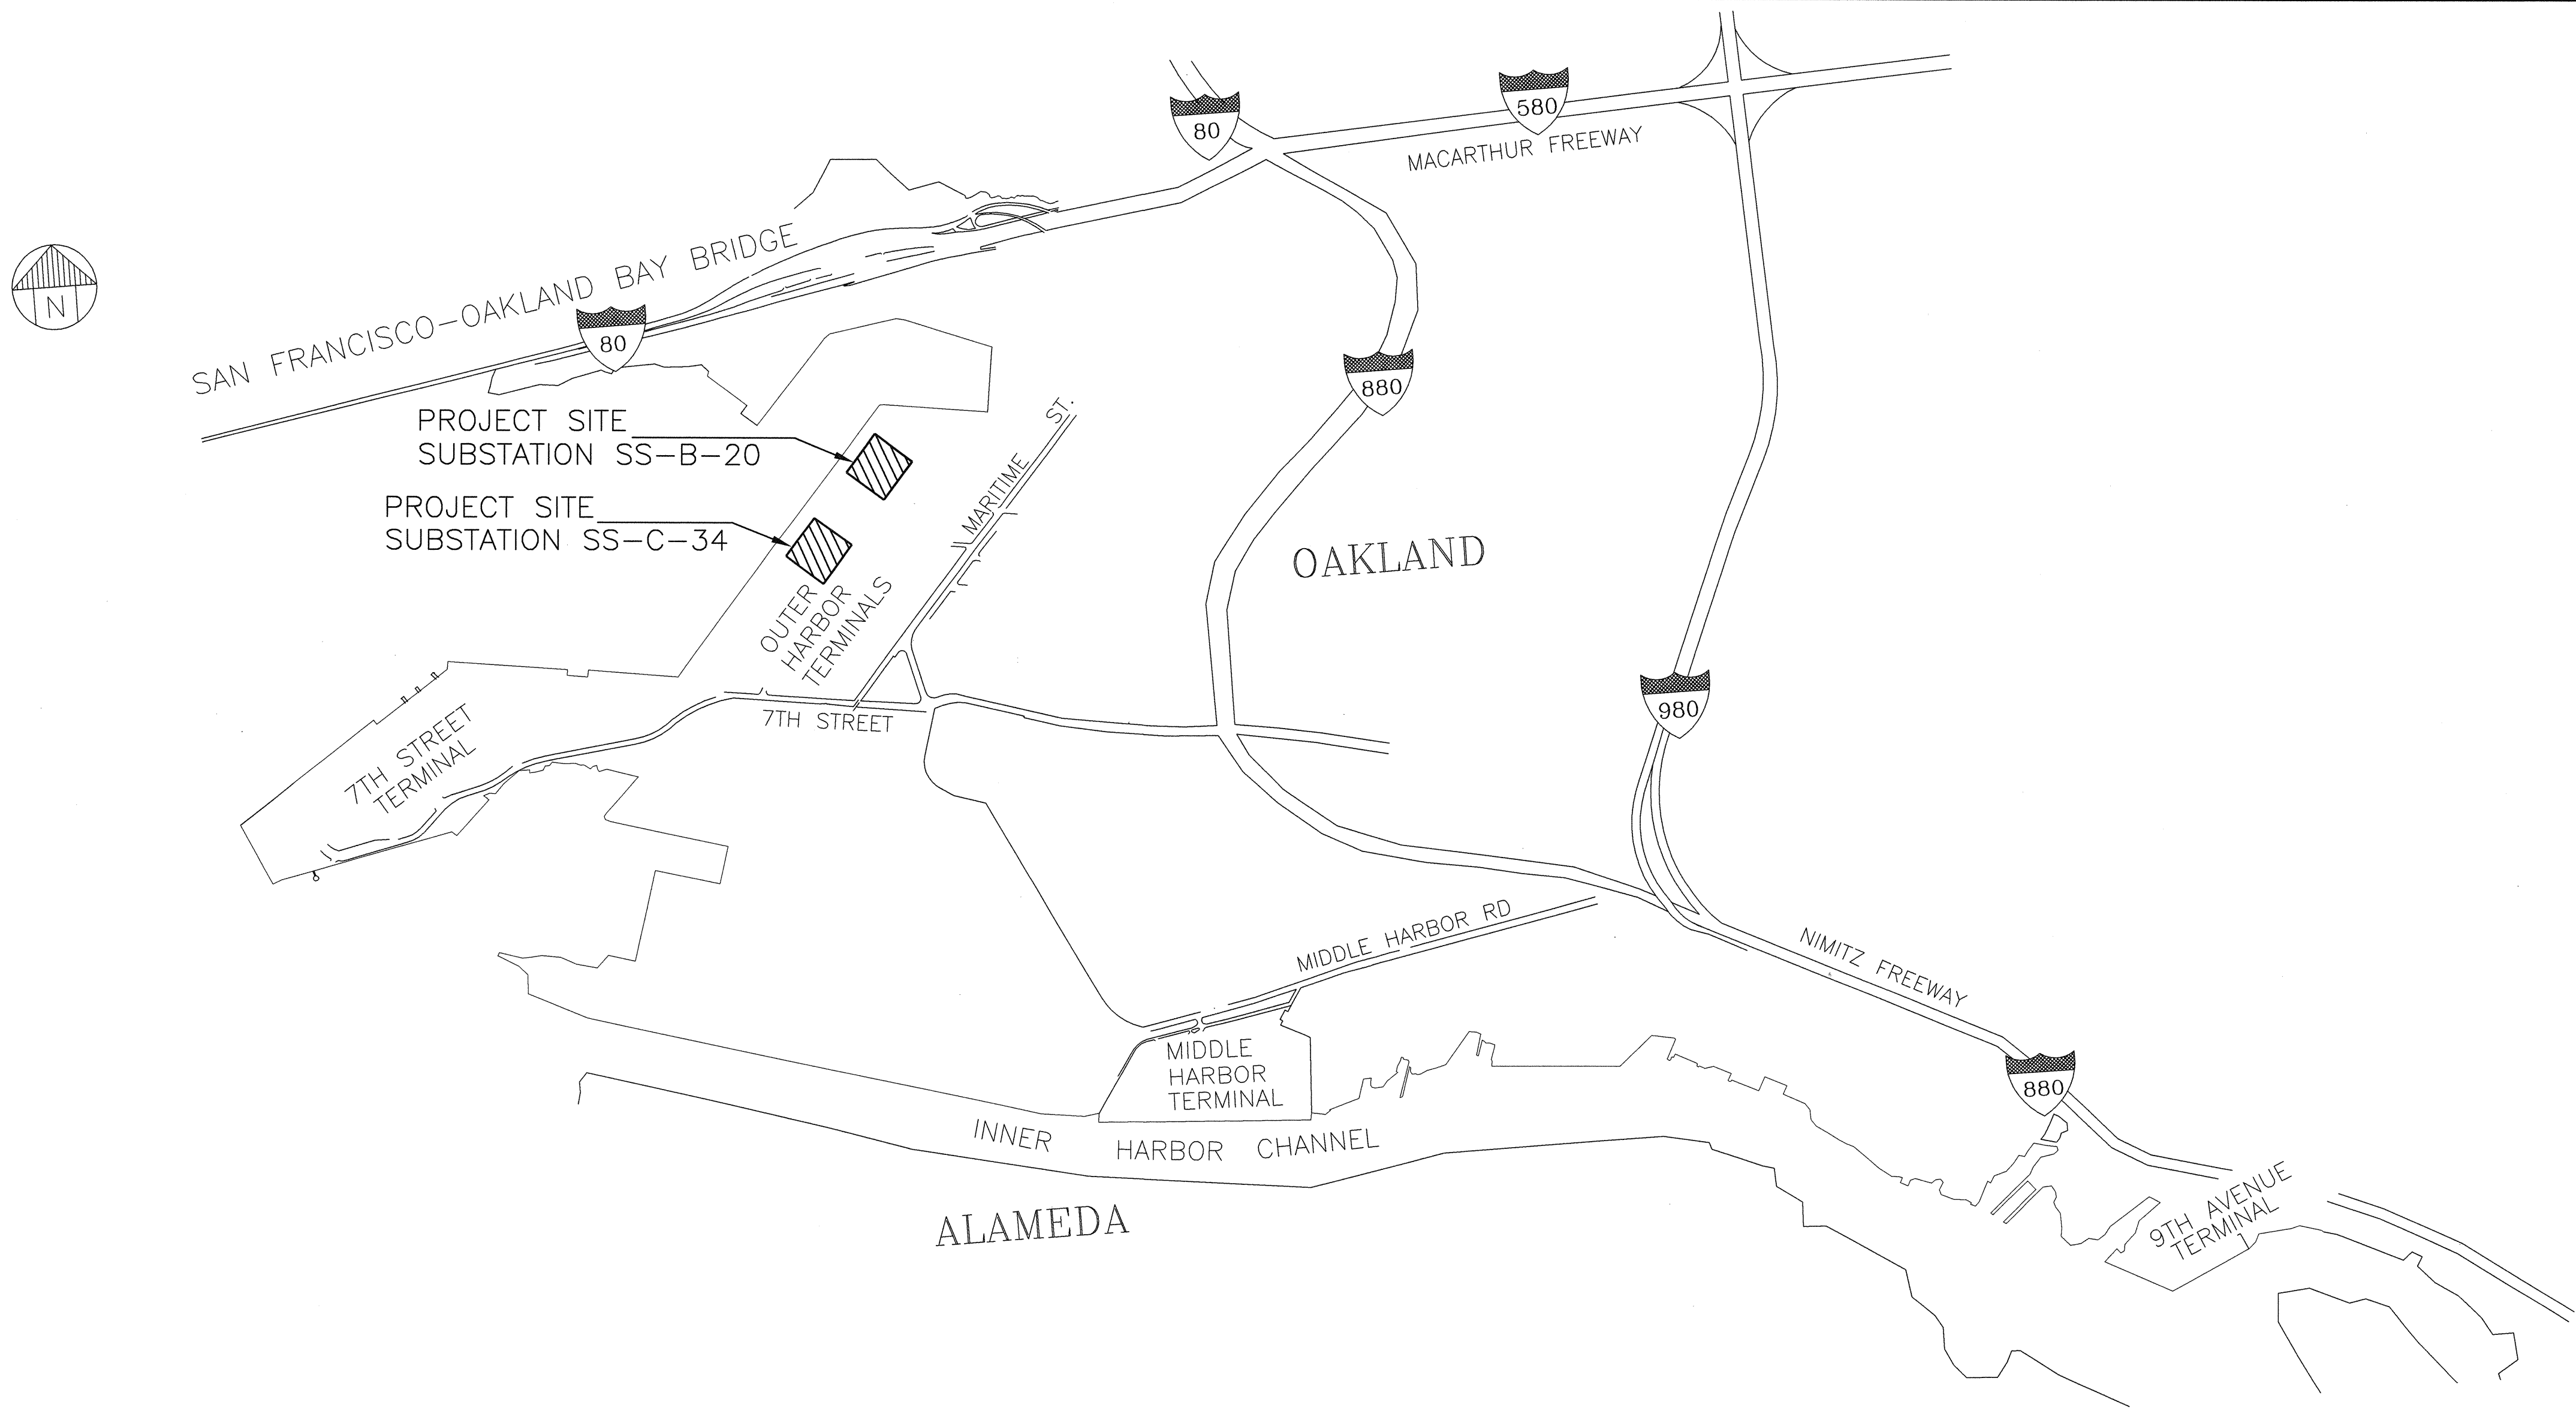 80
580
MACARTHUR FREEWAY
SAN FRANCISCO-OAKLAND BAY BRIDGE
N
80
880
PROJECT SITE
SUBSTATION SS-B-20
MARITIME ST.
PROJECT SITE
SUBSTATION SS-C-34
OAKLAND
OUTER
HARBOR
TERMINALS
980
7TH STREET
7TH STREET
TERMINAL
MIDDLE HARBOR RD
NIMITZ FREEWAY
MIDDLE
HARBOR
TERMINAL
880
INNER HARBOR CHANNEL
9TH AVENUE
TERMINAL
ALAMEDA